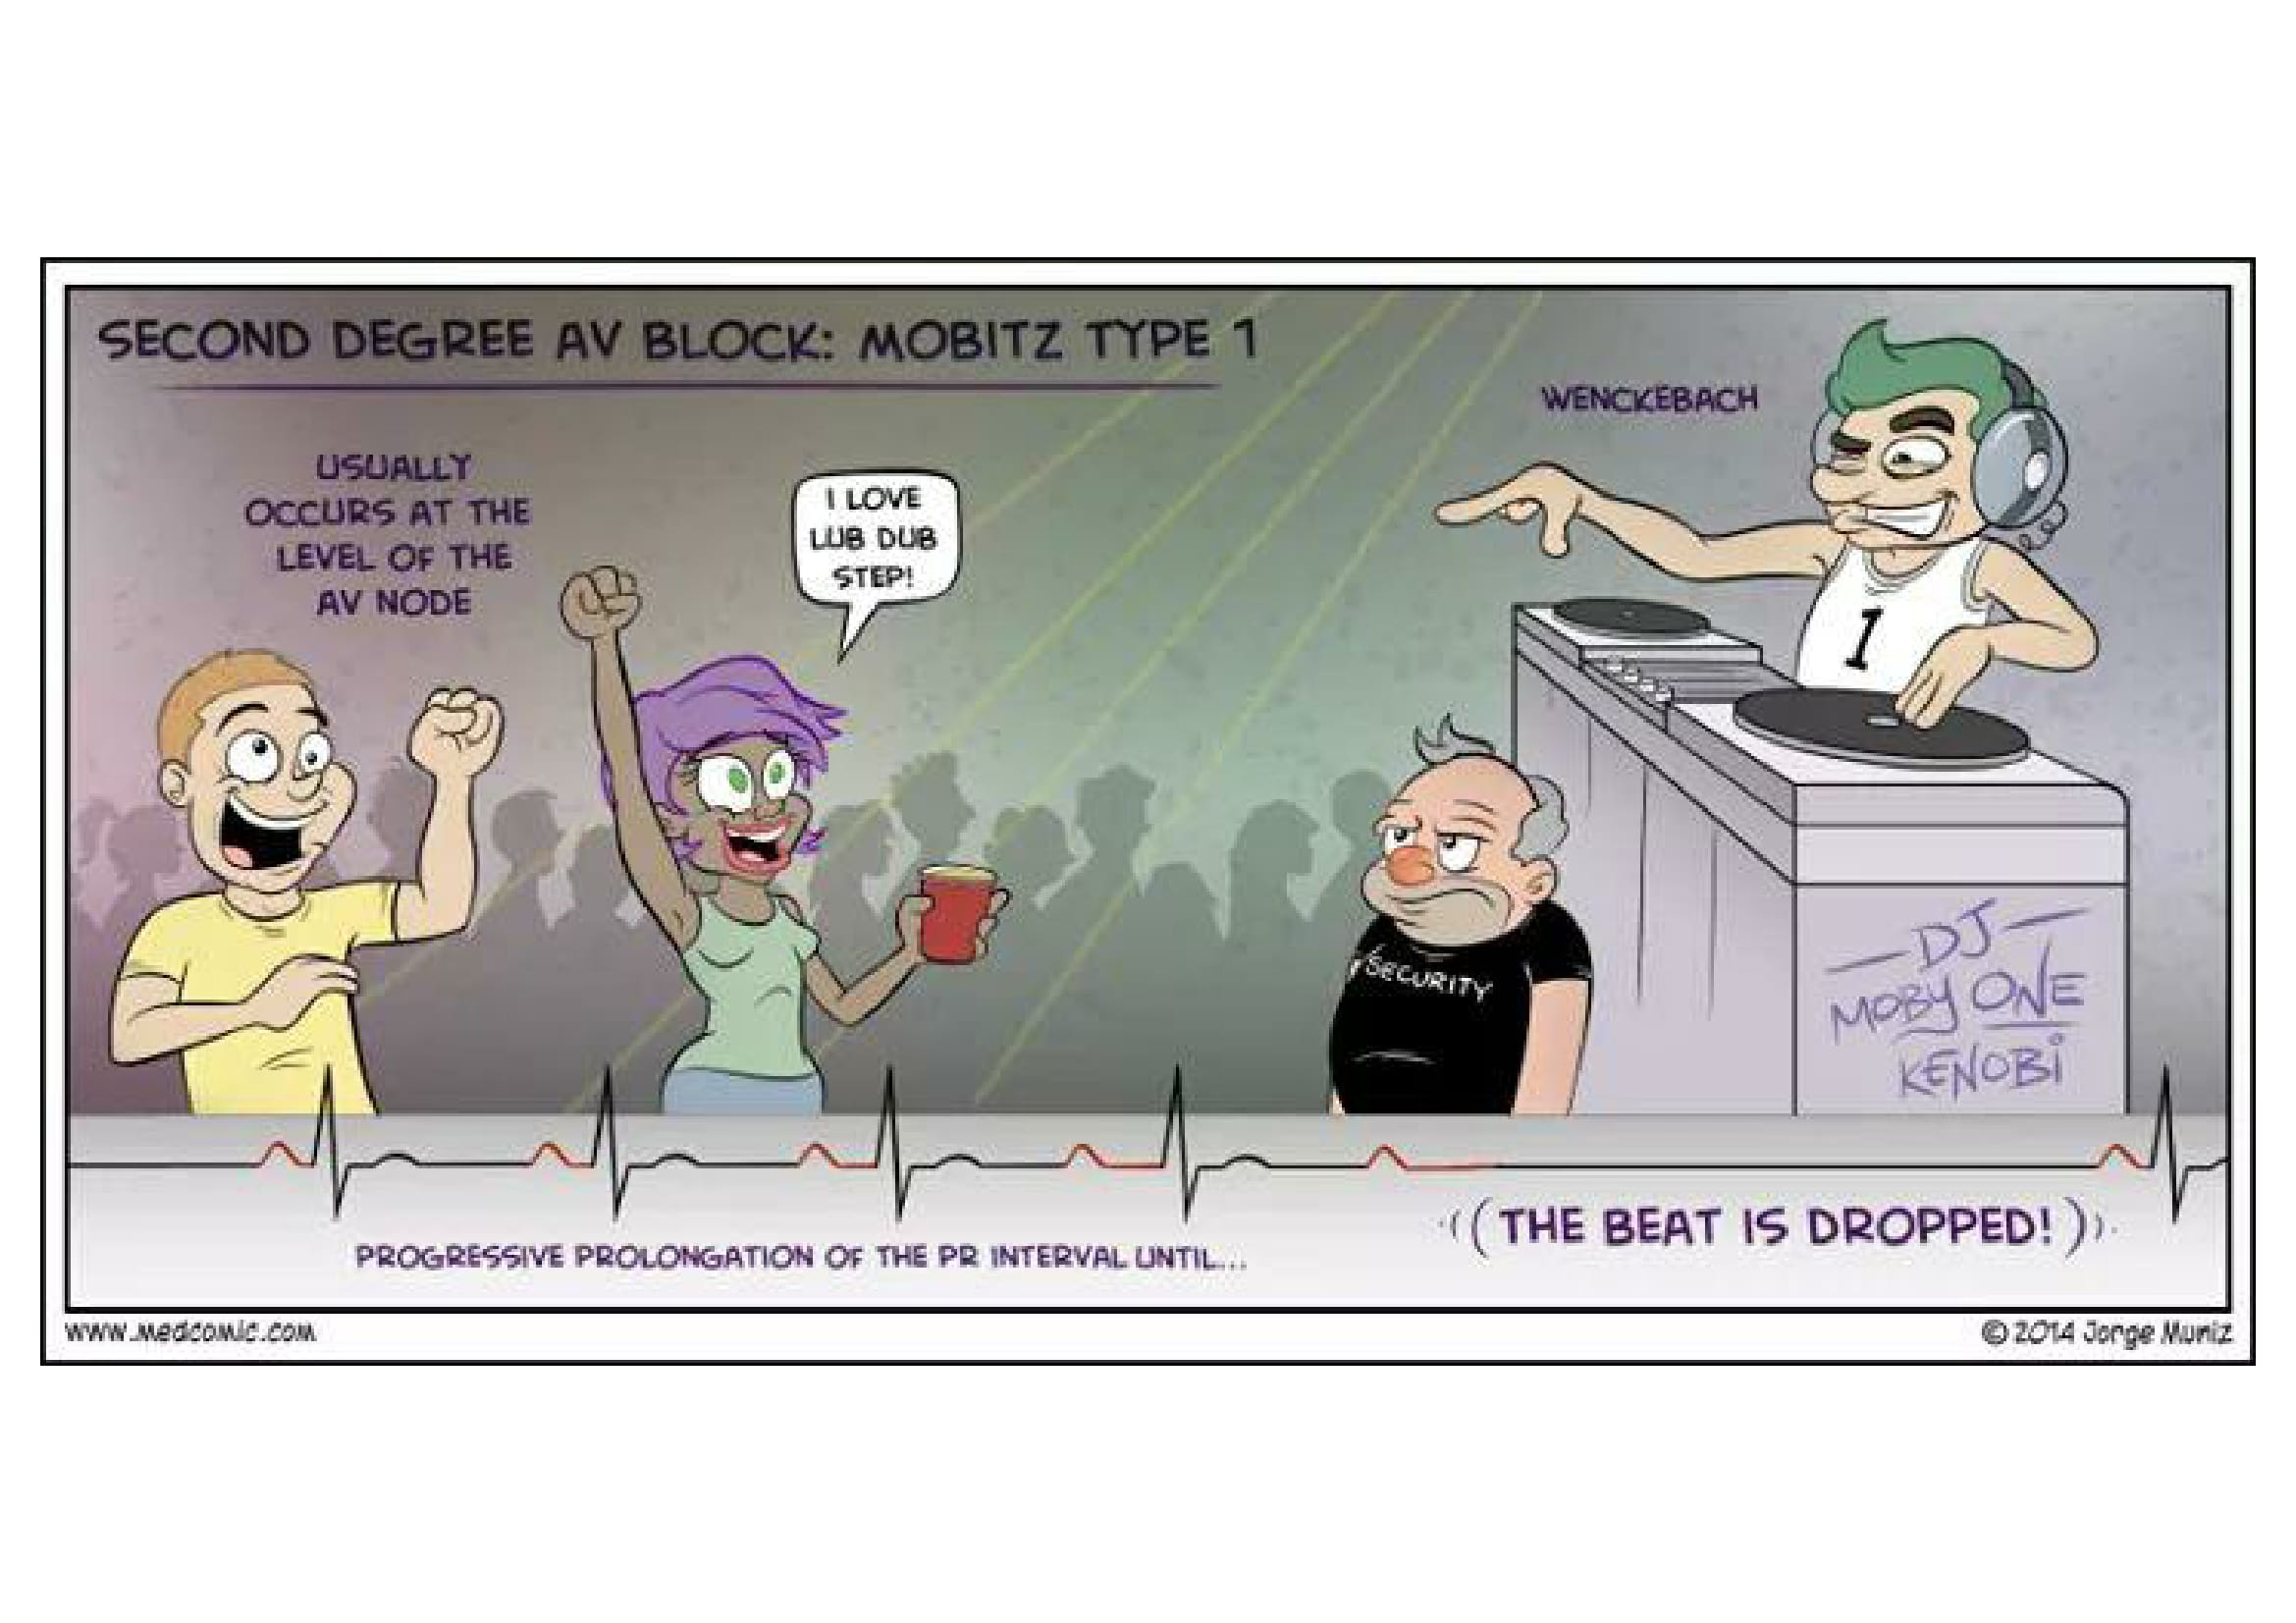 SECOND DEGREE AV BLOCK: MOBITZ TYPE 1
WENCKEBACH
USUALLY
OCCURS AT THE
LEVEL OF THE
AV NODE
I LOVE
LUB DUB
STEP!
1
SECURITY
DJ
MOBY ONE
KENOBI
PROGRESSIVE PROLONGATION OF THE PR INTERVAL UNTIL...
((THE BEAT IS DROPPED!))
www.medcomic.com
© 2014 Jorge Muniz